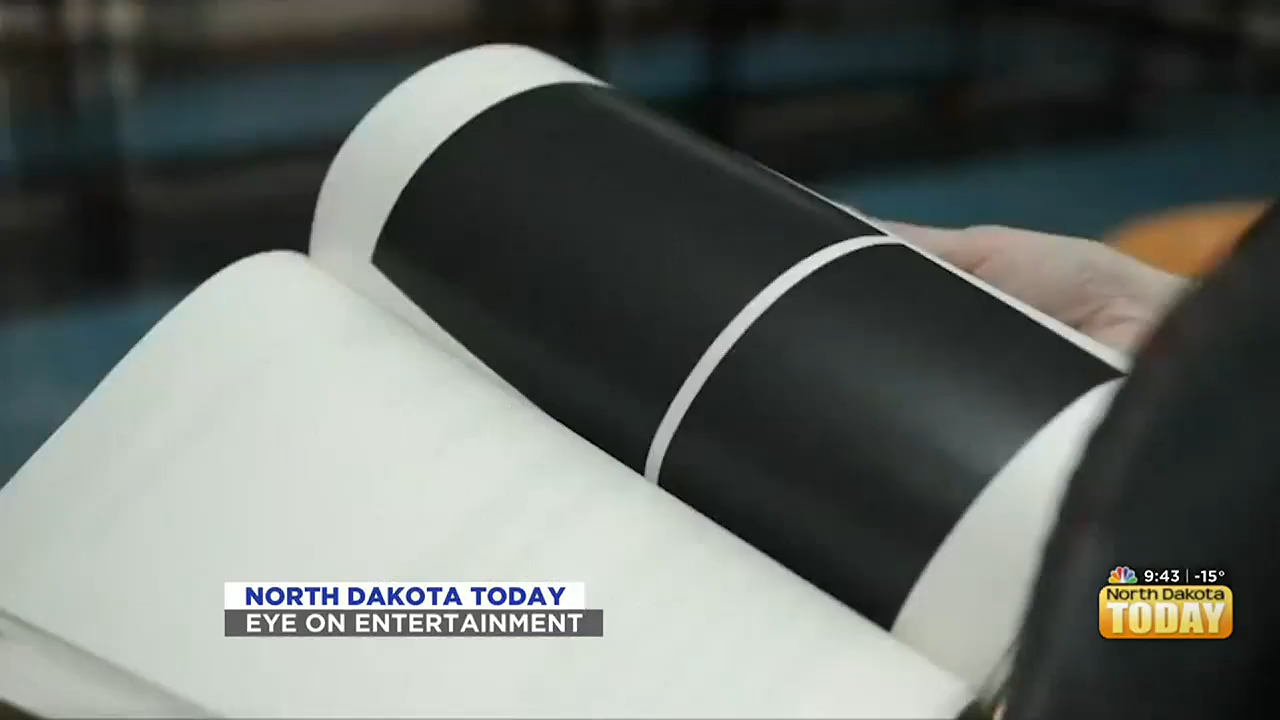 NORTH DAKOTA TODAY
EYE ON ENTERTAINMENT
9:43 | -15°
North Dakota
TODAY